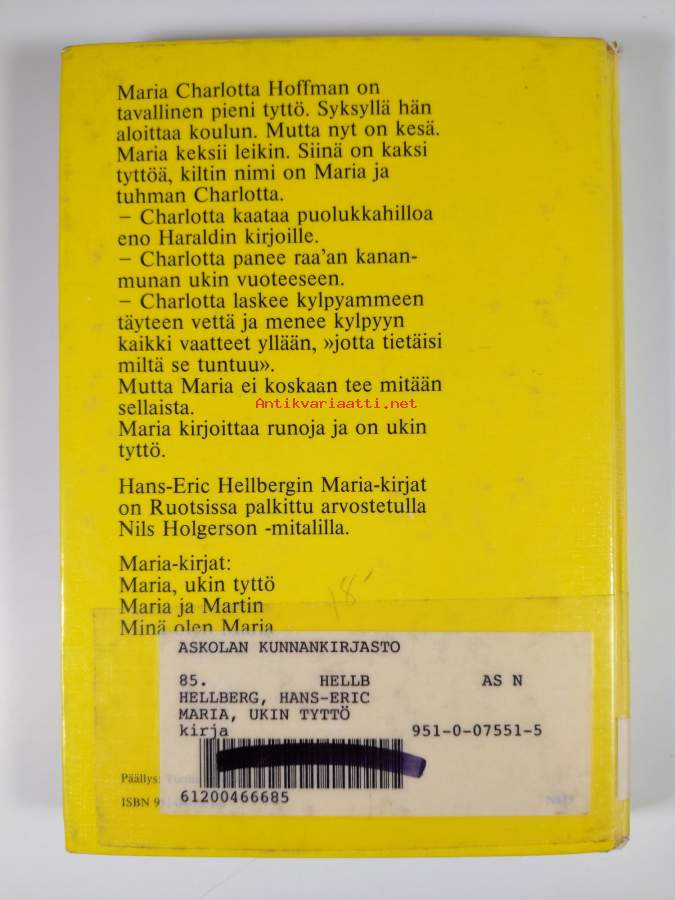 Maria Charlotta Hoffman on
tavallinen pieni tyttö. Syksyllä hän
aloittaa koulun. Mutta nyt on kesä.
Maria keksii leikin. Siinä on kaksi
tyttöä, kiltin nimi on Maria ja
tuhman Charlotta.
– Charlotta kaataa puolukkahilloa
eno Haraldin kirjoille.
– Charlotta panee raa'an kanan-
munan ukin vuoteeseen.
– Charlotta laskee kylpyammeen
täyteen vettä ja menee kylpyyn
kaikki vaatteet yllään, »jotta tietäisi
miltä se tuntuu».
Mutta Maria ei koskaan tee mitään
sellaista.
Antikvariaatti.net
Maria kirjoittaa runoja ja on ukin
tyttö.
Hans-Eric Hellbergin Maria-kirjat
on Ruotsissa palkittu arvostetulla
Nils Holgerson -mitalilla.
Maria-kirjat:
Maria, ukin tyttö
Maria ja Martin
Minä olen Maria
18-
ASKOLAN KUNNANKIRJASTO
85. HELLB AS N
HELLBERG, HANS-ERIC
MARIA, UKIN TYTTÖ
kirja 951-0-07551-5
61200466685
Päällys:
ISBN